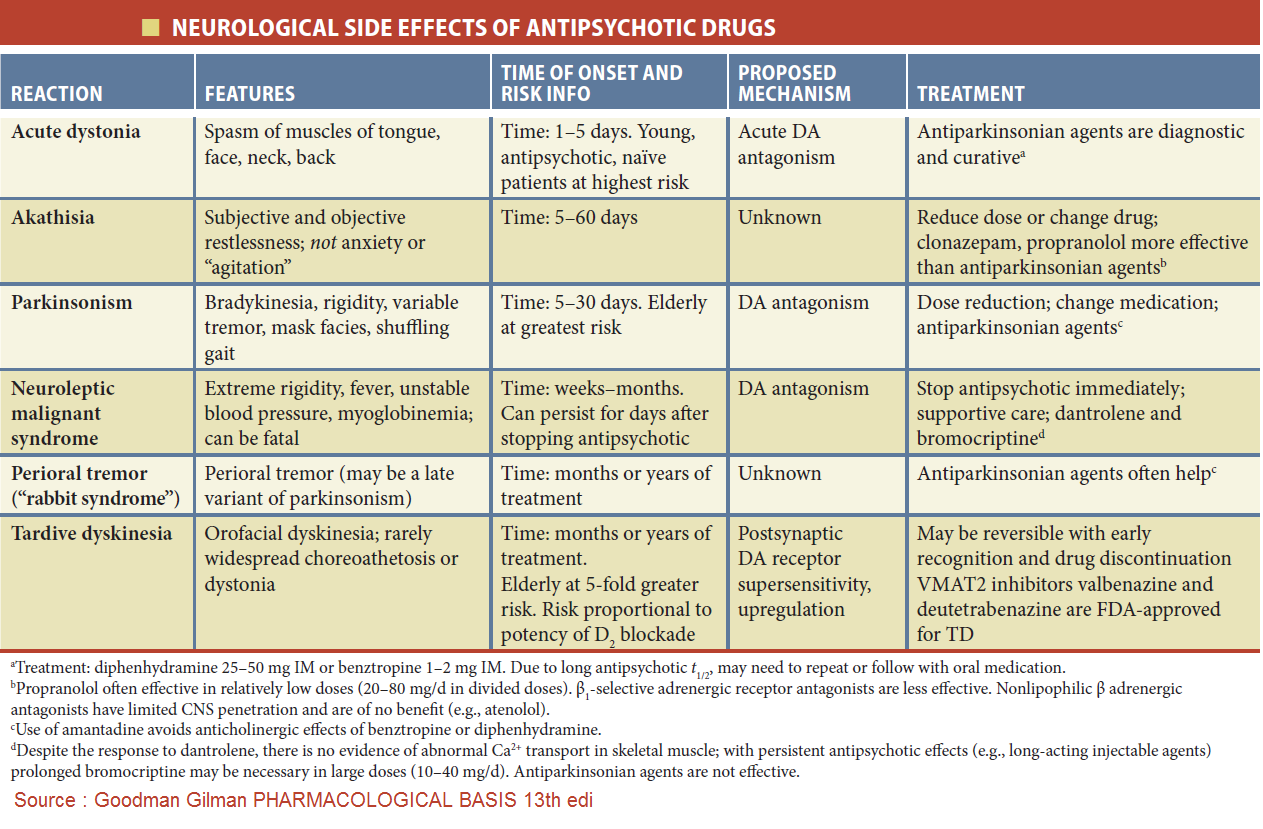 NEUROLOGICAL SIDE EFFECTS OF ANTIPSYCHOTIC DRUGS
REACTION
FEATURES
TIME OF ONSET AND
RISK INFO
PROPOSED
MECHANISM
TREATMENT
Acute dystonia
Spasm of muscles of tongue,
face, neck, back
Time: 1–5 days. Young,
antipsychotic, naïve
patients at highest risk
Acute DA
antagonism
Antiparkinsonian agents are diagnostic
and curativeᵃ
Akathisia
Subjective and objective
restlessness; not anxiety or
“agitation”
Time: 5–60 days
Unknown
Reduce dose or change drug;
clonazepam, propranolol more effective
than antiparkinsonian agentsᵇ
Parkinsonism
Bradykinesia, rigidity, variable
tremor, mask facies, shuffling
gait
Time: 5–30 days. Elderly
at greatest risk
DA antagonism
Dose reduction; change medication;
antiparkinsonian agentsᶜ
Neuroleptic
malignant
syndrome
Extreme rigidity, fever, unstable
blood pressure, myoglobinemia;
can be fatal
Time: weeks–months.
Can persist for days after
stopping antipsychotic
DA antagonism
Stop antipsychotic immediately;
supportive care; dantrolene and
bromocriptineᵈ
Perioral tremor
(“rabbit syndrome”)
Perioral tremor (may be a late
variant of parkinsonism)
Time: months or years of
treatment
Unknown
Antiparkinsonian agents often helpᶜ
Tardive dyskinesia
Orofacial dyskinesia; rarely
widespread choreoathetosis or
dystonia
Time: months or years of
treatment.
Elderly at 5-fold greater
risk. Risk proportional to
potency of D₂ blockade
Postsynaptic
DA receptor
supersensitivity,
upregulation
May be reversible with early
recognition and drug discontinuation
VMAT2 inhibitors valbenazine and
deutetrabenazine are FDA-approved
for TD
ᵃTreatment: diphenhydramine 25–50 mg IM or benztropine 1–2 mg IM. Due to long antipsychotic t1/2, may need to repeat or follow with oral medication.
ᵇPropranolol often effective in relatively low doses (20–80 mg/d in divided doses). β₁-selective adrenergic receptor antagonists are less effective. Nonlipophilic β adrenergic
antagonists have limited CNS penetration and are of no benefit (e.g., atenolol).
ᶜUse of amantadine avoids anticholinergic effects of benztropine or diphenhydramine.
ᵈDespite the response to dantrolene, there is no evidence of abnormal Ca²⁺ transport in skeletal muscle; with persistent antipsychotic effects (e.g., long-acting injectable agents)
prolonged bromocriptine may be necessary in large doses (10–40 mg/d). Antiparkinsonian agents are not effective.
Source : Goodman Gilman PHARMACOLOGICAL BASIS 13th edi